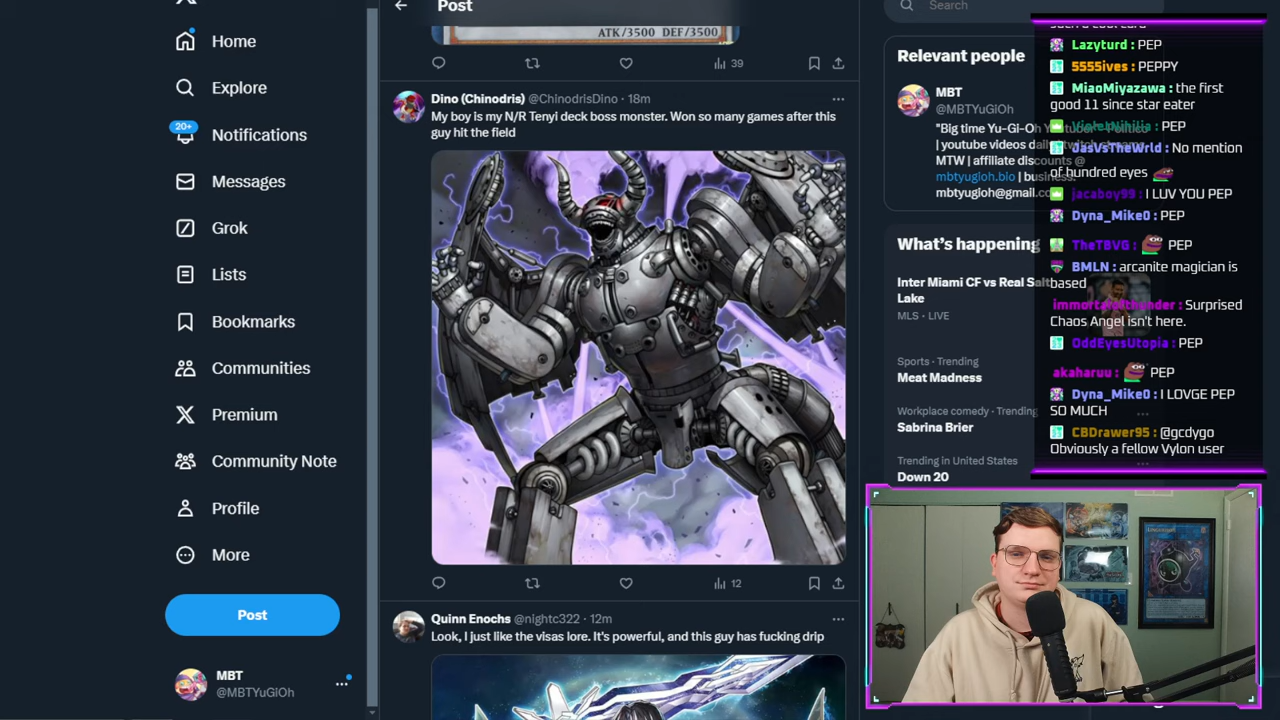 Home
Explore
20+
Notifications
Messages
Grok
Lists
Bookmarks
Communities
Premium
Community Note
Profile
More
Post
MBT
@MBTYuGiOh
Post
ATK/3500 DEF/3500
39
Dino (Chinodris) @ChinodrisDino · 18m
My boy is my N/R Tenyi deck boss monster. Won so many games after this
guy hit the field
12
Quinn Enochs @nightc322 · 12m
Look, I just like the visas lore. It's powerful, and this guy has fucking drip
Search
Relevant people
MBT
@MBTYuGiOh
"Big time Yu-Gi-Oh
| youtube videos
MTW | affiliate discounts @
mbtyugioh.blo
mbtyugioh@gmail.co
What's happening
Inter Miami CF vs Real Salt
Lake
MLS · LIVE
Sports · Trending
Meat Madness
Workplace comedy · Trending
Sabrina Brier
Trending in United States
Down 20
Lazyturd : PEP
5555ives : PEPPY
MiaoMiyazawa : the first
good 11 since star eater
PEP
OasVsTheWrld : No mention
of hundred eyes
jacaboy99 : I LUV YOU PEP
Dyna_Mike0 : PEP
TheTBVG : PEP
BMLN : arcanite magician is
based
Surprised
Chaos Angel isn't here.
OddEyesUtopia : PEP
akaharuu : PEP
Dyna_Mike0 : I LOVGE PEP
SO MUCH
CBDrawer95 : @gcdygo
Obviously a fellow Vylon user